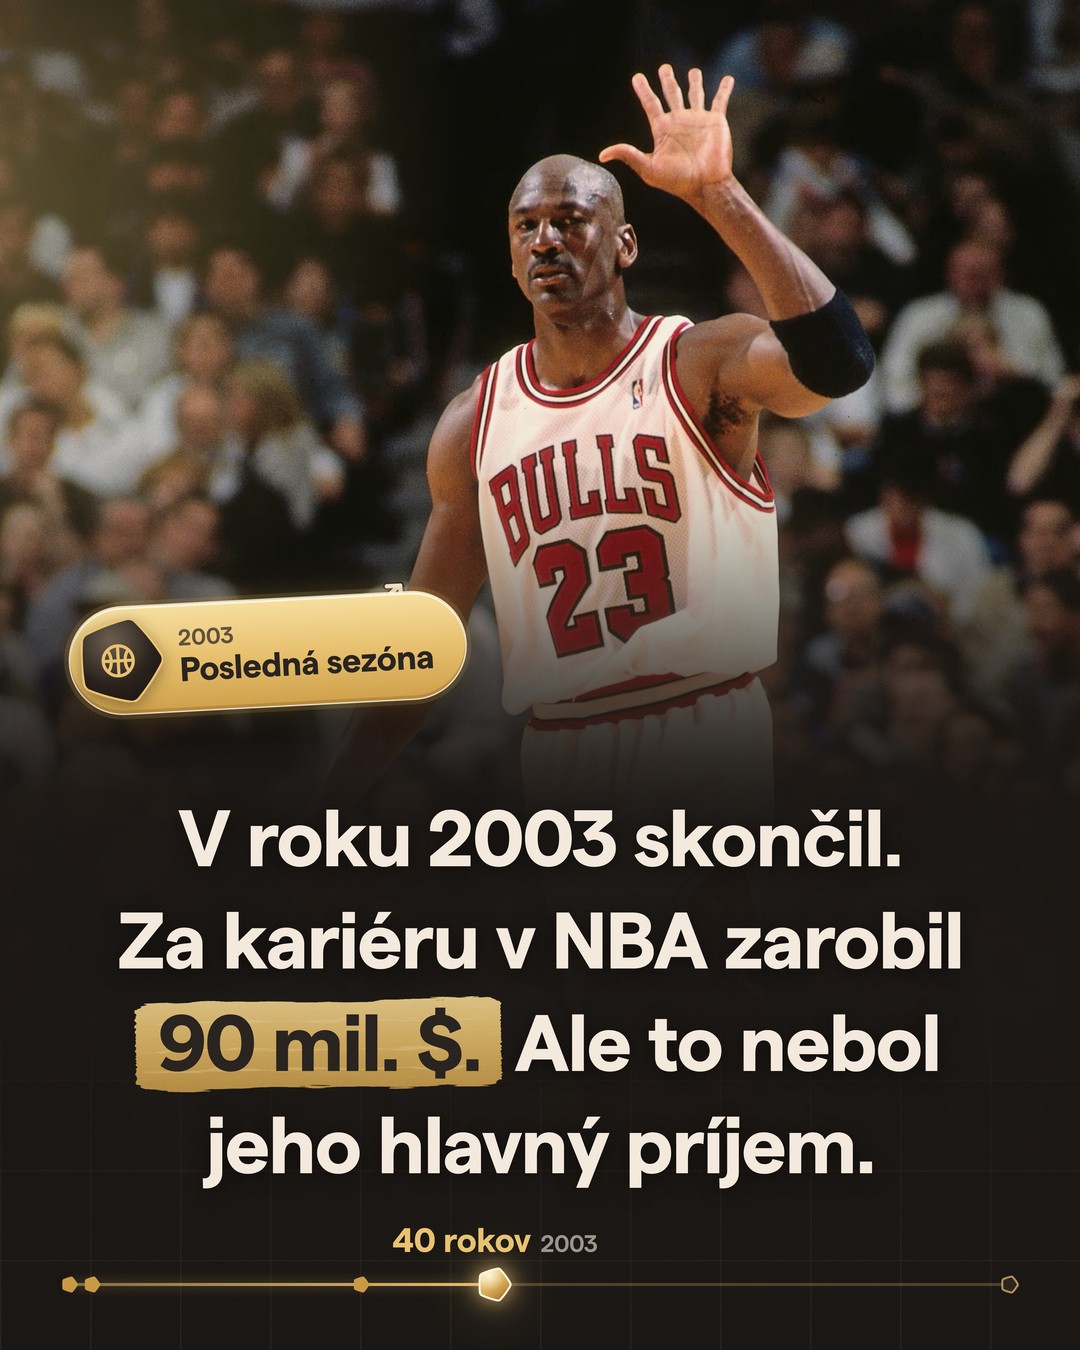 BULLS
23
2003
Posledná sezóna
V roku 2003 skončil.
Za kariéru v NBA zarobil
90 mil. $. Ale to nebol
jeho hlavný príjem.
40 rokov 2003